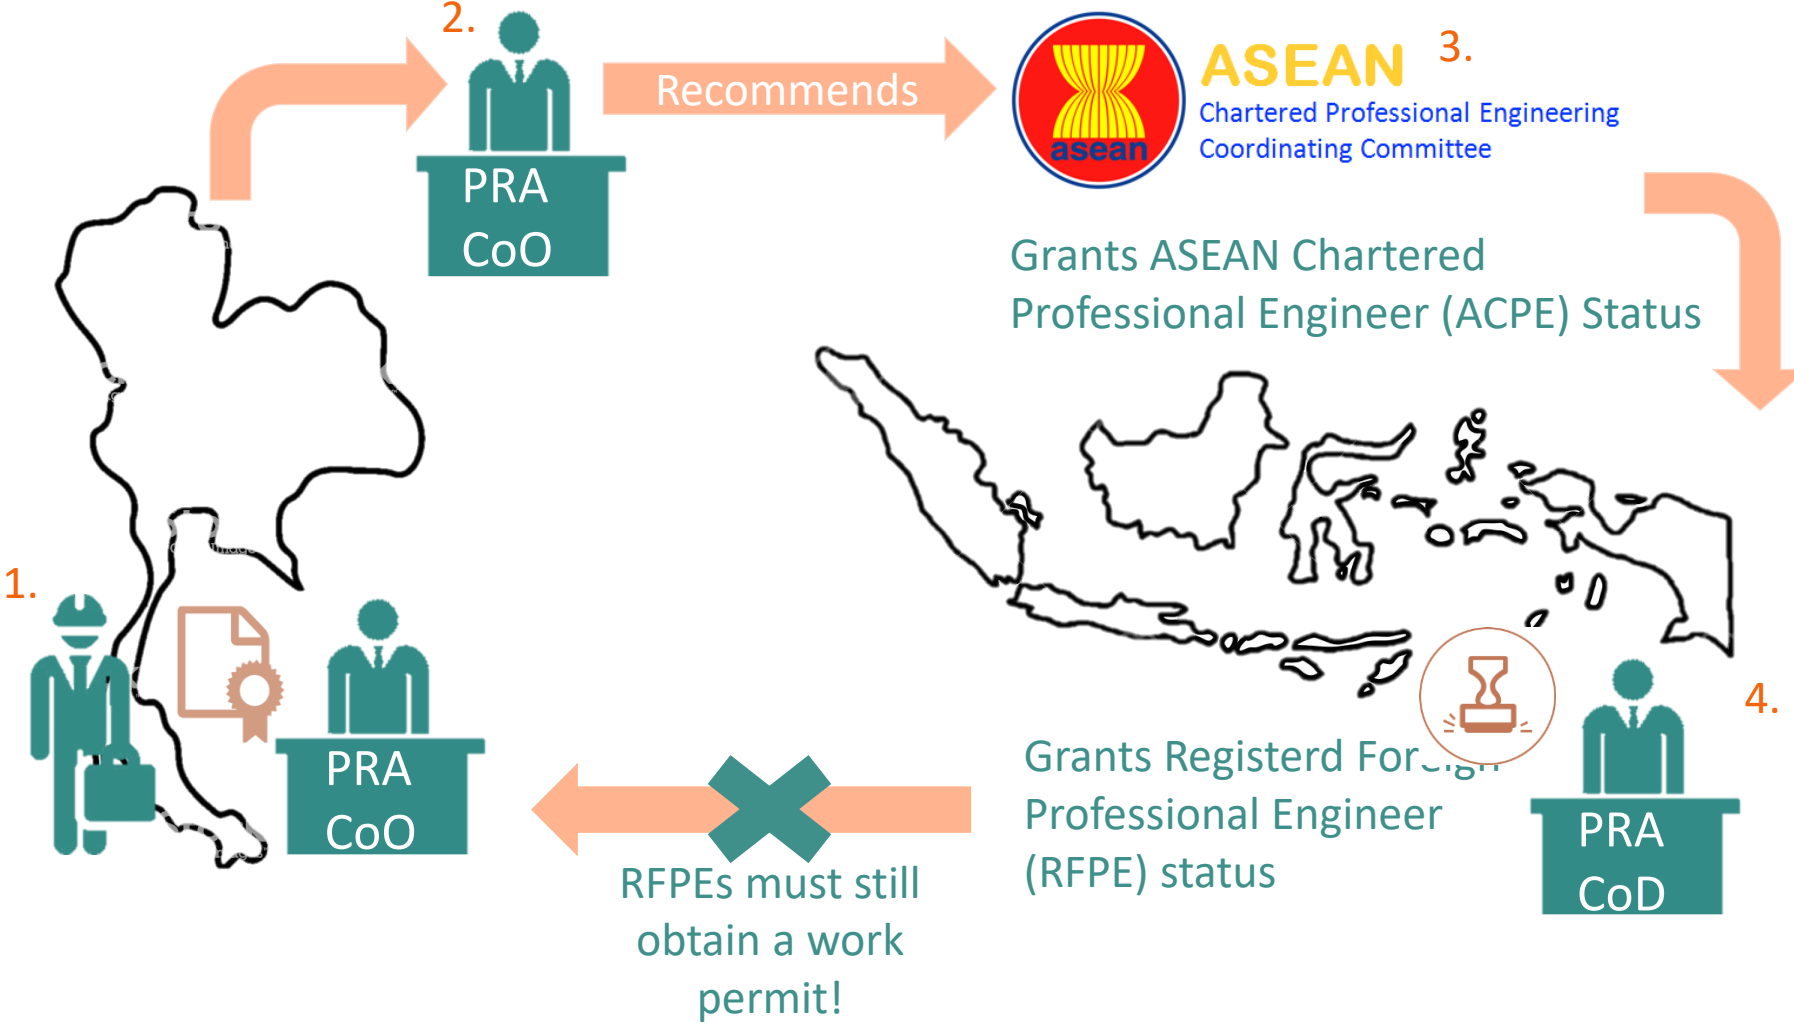 2.
PRA
CoO
Recommends
asean
ASEAN
3.
Chartered Professional Engineering
Coordinating Committee
Grants ASEAN Chartered
Professional Engineer (ACPE) Status
1.
PRA
CoO
RFPEs must still
obtain a work
permit!
Grants Registerd Foreign
Professional Engineer
(RFPE) status
4.
PRA
CoD